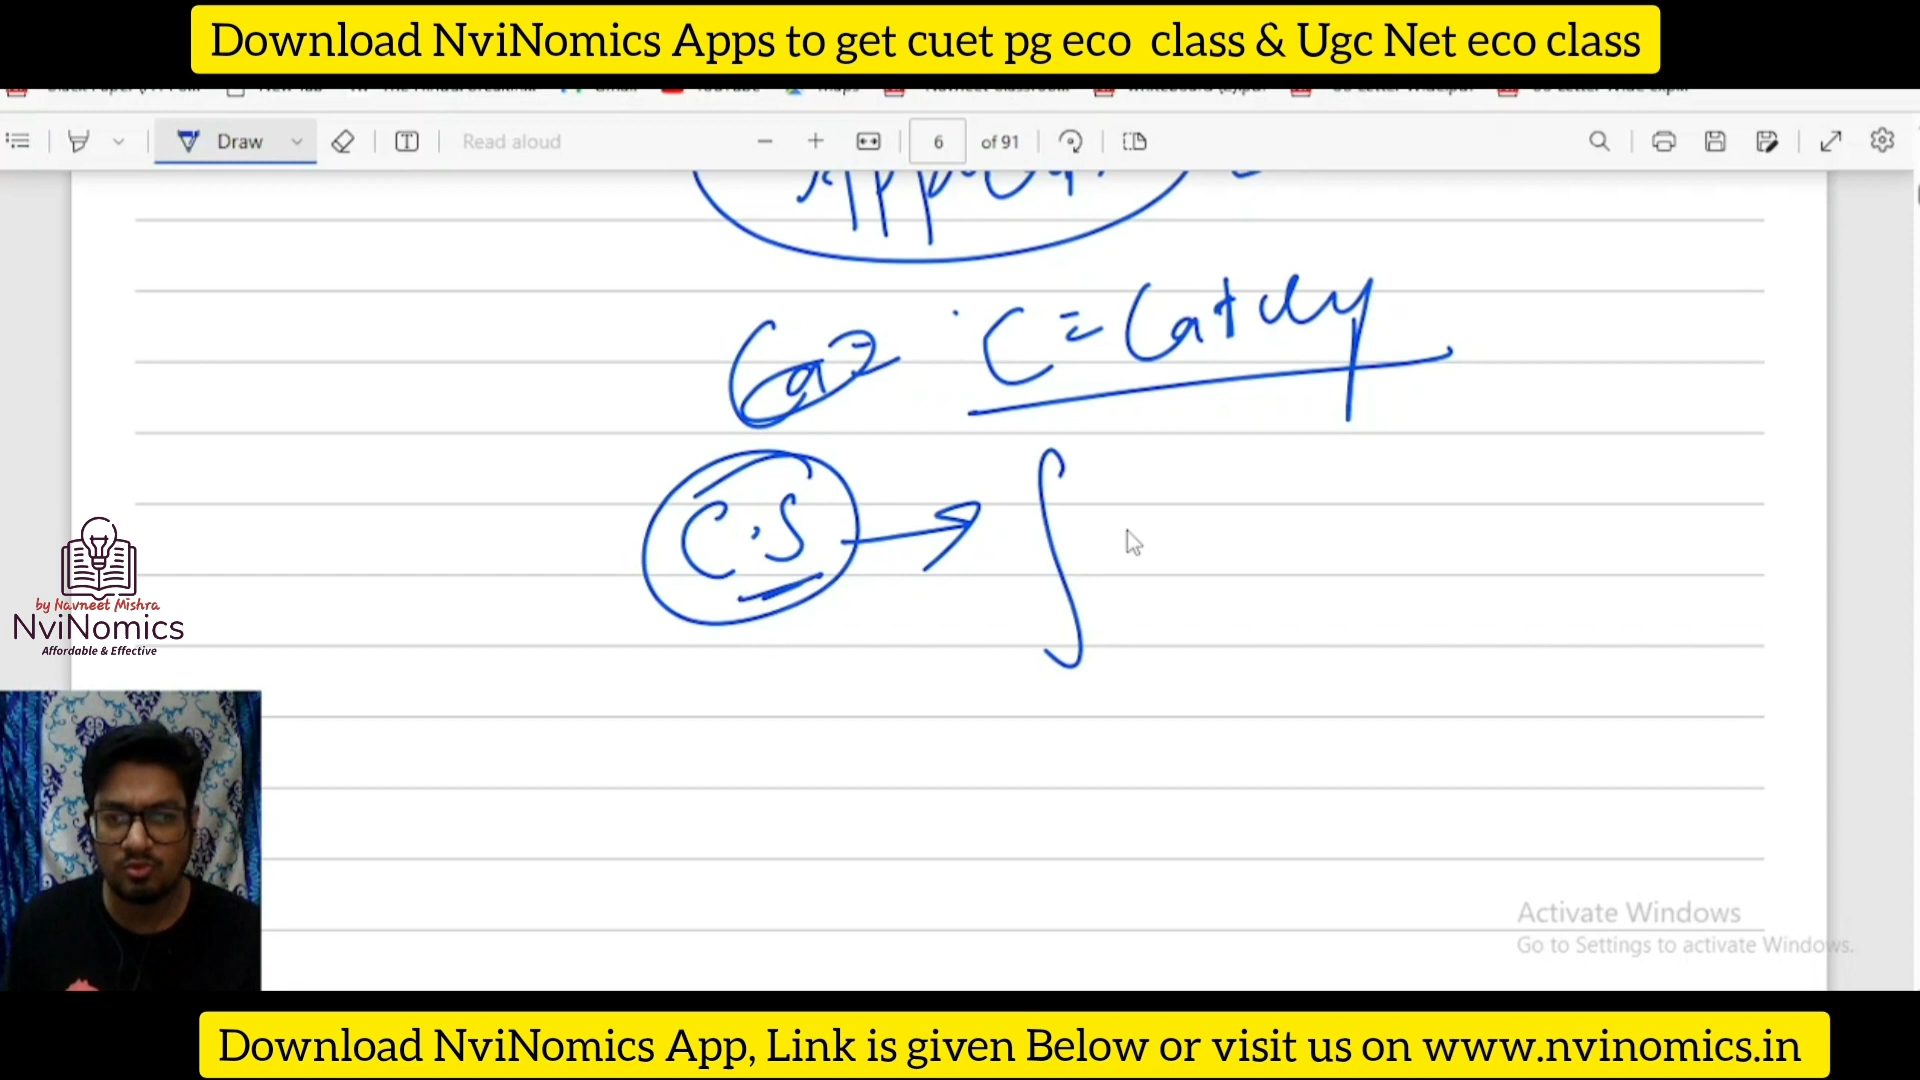 Download NviNomics Apps to get cuet pg eco class & Ugc Net eco class
Draw
Read aloud
6 of 91
C = Ca + dy
C.S
by Navneet Mishra
NviNomics
Affordable & Effective
Activate Windows
Go to Settings to activate Windows.
Download NviNomics App, Link is given Below or visit us on www.nvinomics.in